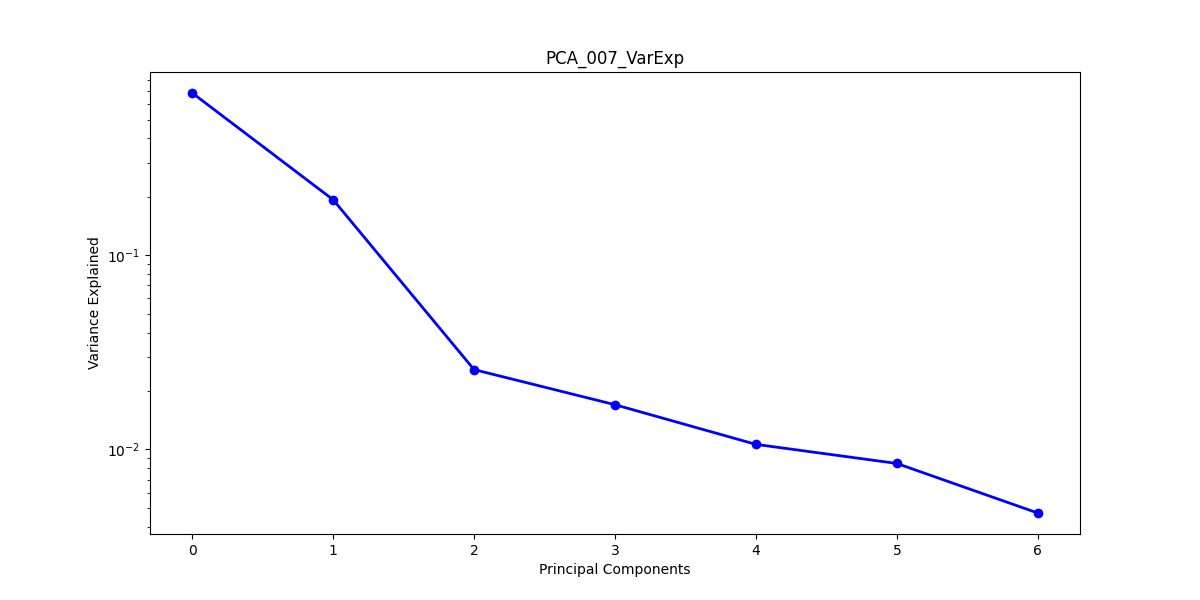 PCA_007_VarExp
Variance Explained
10⁻¹
10⁻²
0 1 2 3 4 5 6
Principal Components